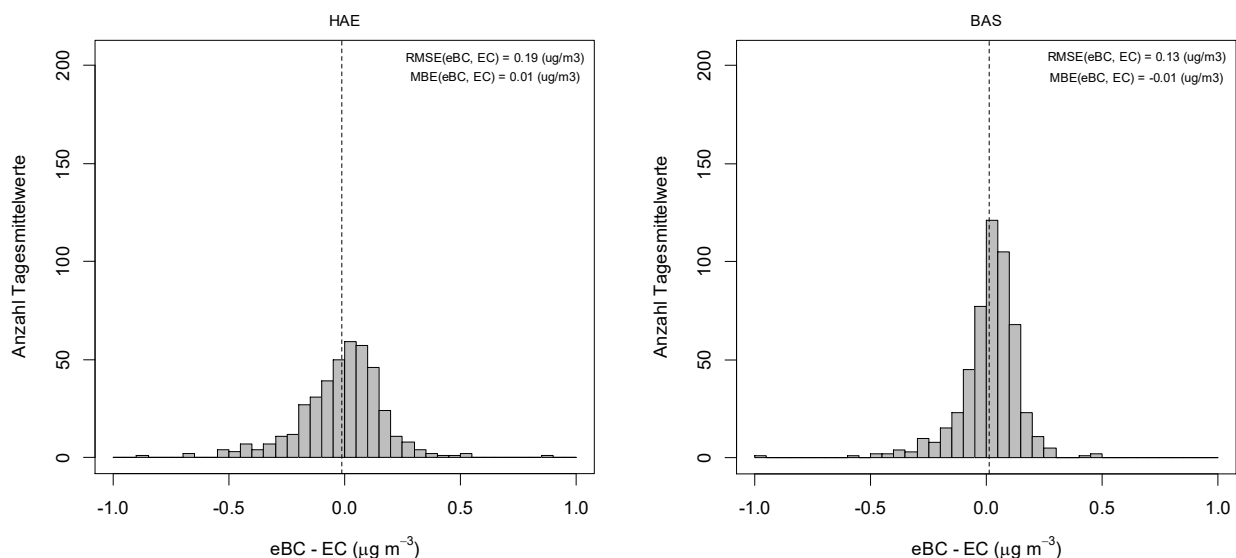 HAE
RMSE(eBC, EC) = 0.19 (ug/m3)
MBE(eBC, EC) = 0.01 (ug/m3)
Anzahl Tagesmittelwerte
200
150
100
50
0
-1.0 -0.5 0.0 0.5 1.0
eBC - EC (μg m⁻³)
BAS
RMSE(eBC, EC) = 0.13 (ug/m3)
MBE(eBC, EC) = -0.01 (ug/m3)
Anzahl Tagesmittelwerte
200
150
100
50
0
-1.0 -0.5 0.0 0.5 1.0
eBC - EC (μg m⁻³)